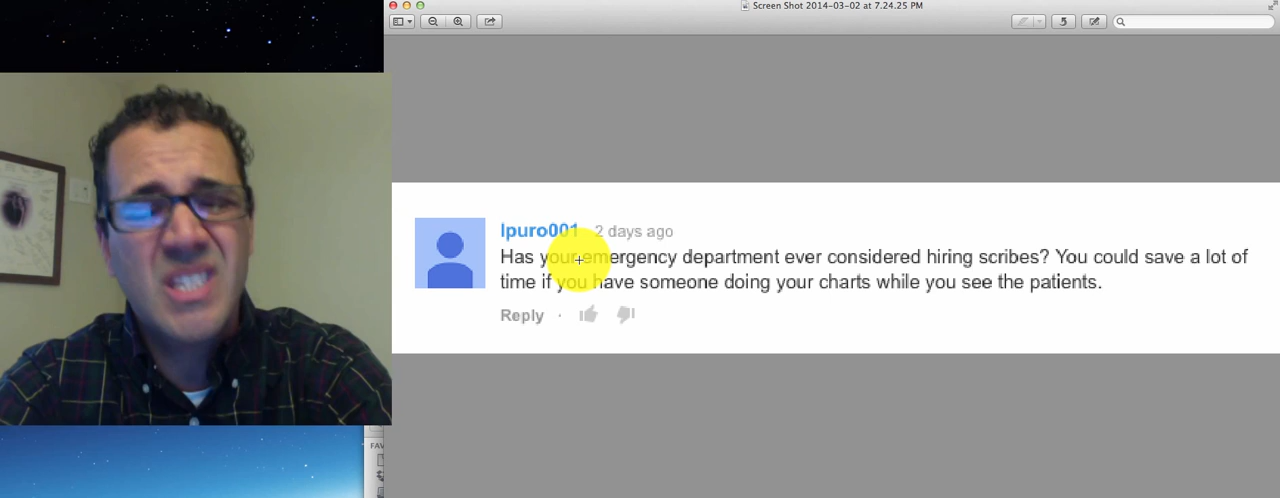 Screen Shot 2014-03-02 at 7.24.25 PM
lpuro001 2 days ago
Has your emergency department ever considered hiring scribes? You could save a lot of
time if you have someone doing your charts while you see the patients.
Reply ·
FAV